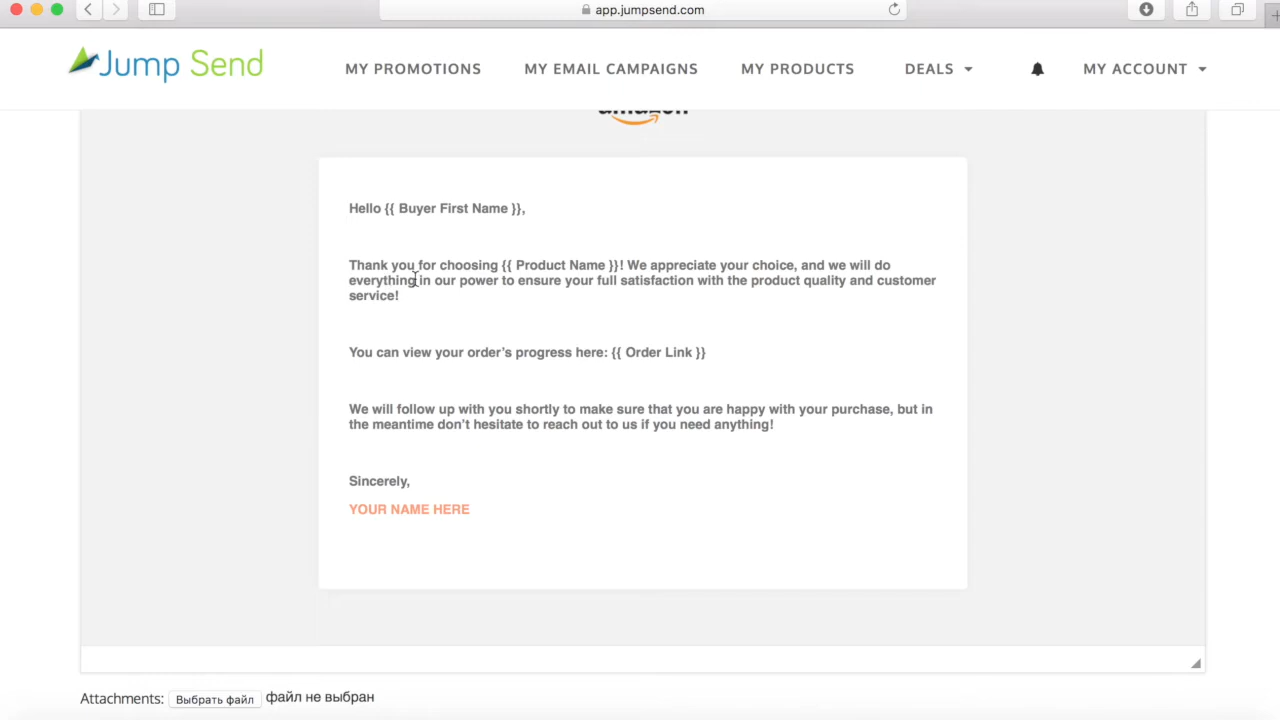 app.jumpsend.com
Jump Send
MY PROMOTIONS
MY EMAIL CAMPAIGNS
MY PRODUCTS
DEALS
MY ACCOUNT
amazon
Hello {{ Buyer First Name }},
Thank you for choosing {{ Product Name }}! We appreciate your choice, and we will do
everything in our power to ensure your full satisfaction with the product quality and customer
service!
You can view your order’s progress here: {{ Order Link }}
We will follow up with you shortly to make sure that you are happy with your purchase, but in
the meantime don’t hesitate to reach out to us if you need anything!
Sincerely,
YOUR NAME HERE
Attachments: Выбрать файл файл не выбран